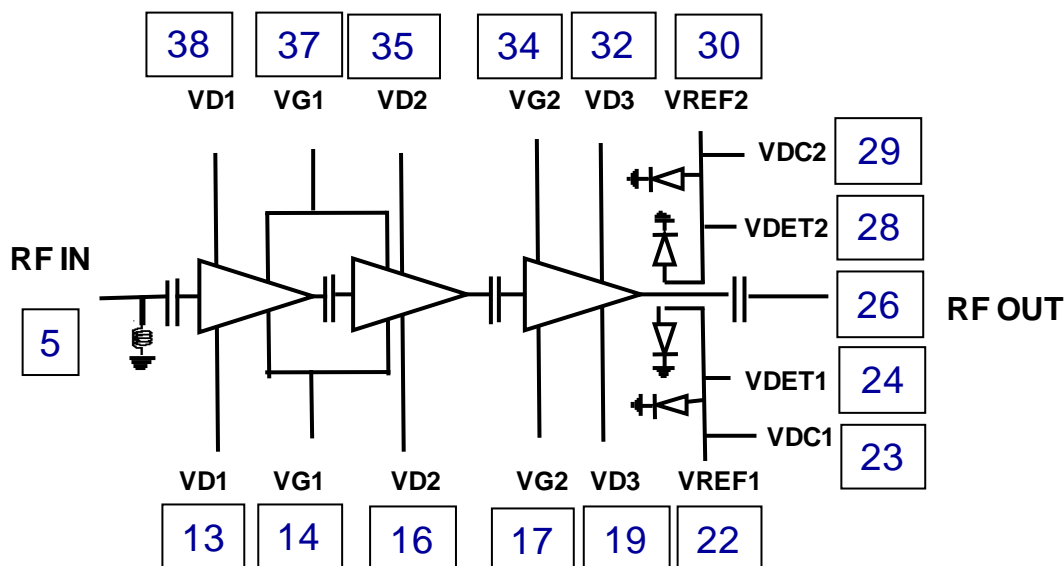 38 37 35 34 32 30
VD1 VG1 VD2 VG2 VD3 VREF2
VDC2 29
VDET2 28
RF IN
5
26 RF OUT
VDET1 24
VDC1 23
VD1 VG1 VD2 VG2 VD3 VREF1
13 14 16 17 19 22